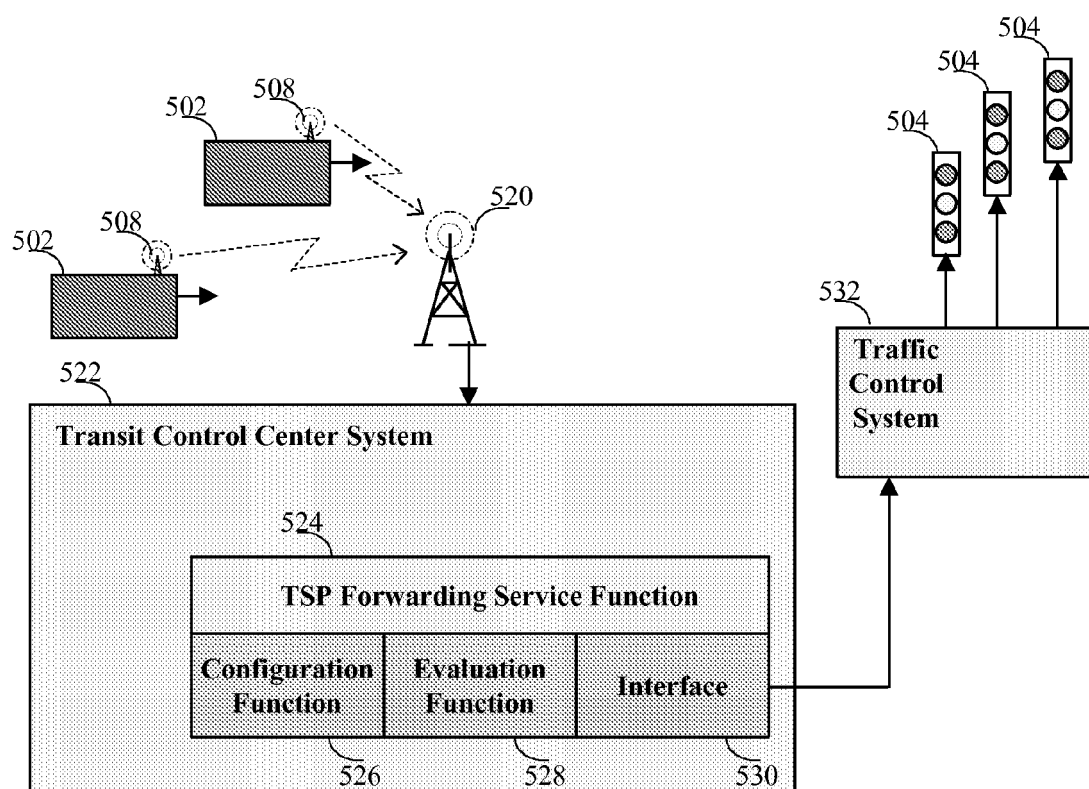 504
504
504
508
502
508
502
520
532
Traffic
Control
System
522
Transit Control Center System
524
TSP Forwarding Service Function
Configuration
Function
Evaluation
Function
Interface
526
528
530